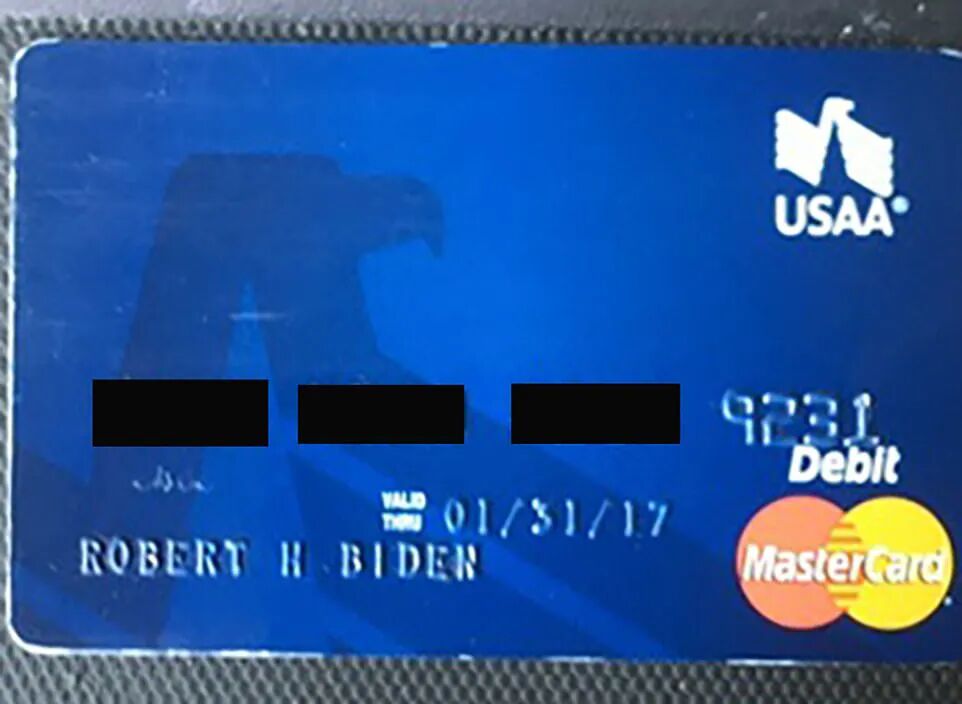 USAA
9231
Debit
VALID
THRU 01/31/17
ROBERT H BIDEN
MasterCard